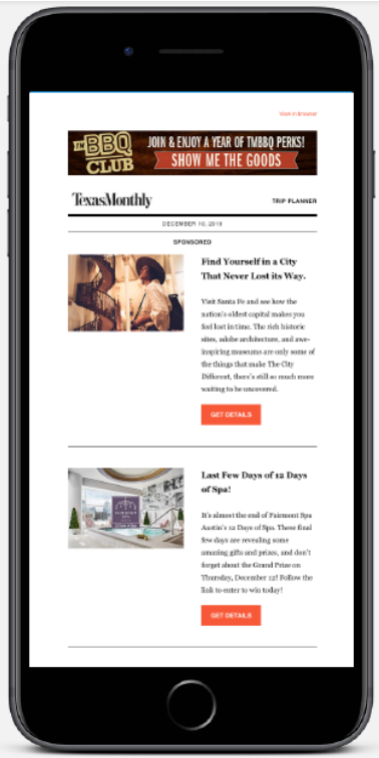 View in browser
TM BBQ CLUB
JOIN & ENJOY A YEAR OF TMBBQ PERKS!
SHOW ME THE GOODS
TexasMonthly
TRIP PLANNER
DECEMBER 10, 2019
SPONSORED
Find Yourself in a City
That Never Lost its Way.
Visit Santa Fe and see how the
nation's oldest capital makes you
feel lost in time. The rich historic
sites, adobe architecture, and awe-
inspiring museums are only some of
the things that make The City
Different, there's still so much more
waiting to be uncovered.
GET DETAILS
Last Few Days of 12 Days
of Spa!
It's almost the end of Fairmont Spa
Austin's 12 Days of Spa. These final
few days are revealing some
amazing gifts and prizes, and don't
forget about the Grand Prize on
Thursday, December 12! Follow the
link to enter to win today!
GET DETAILS